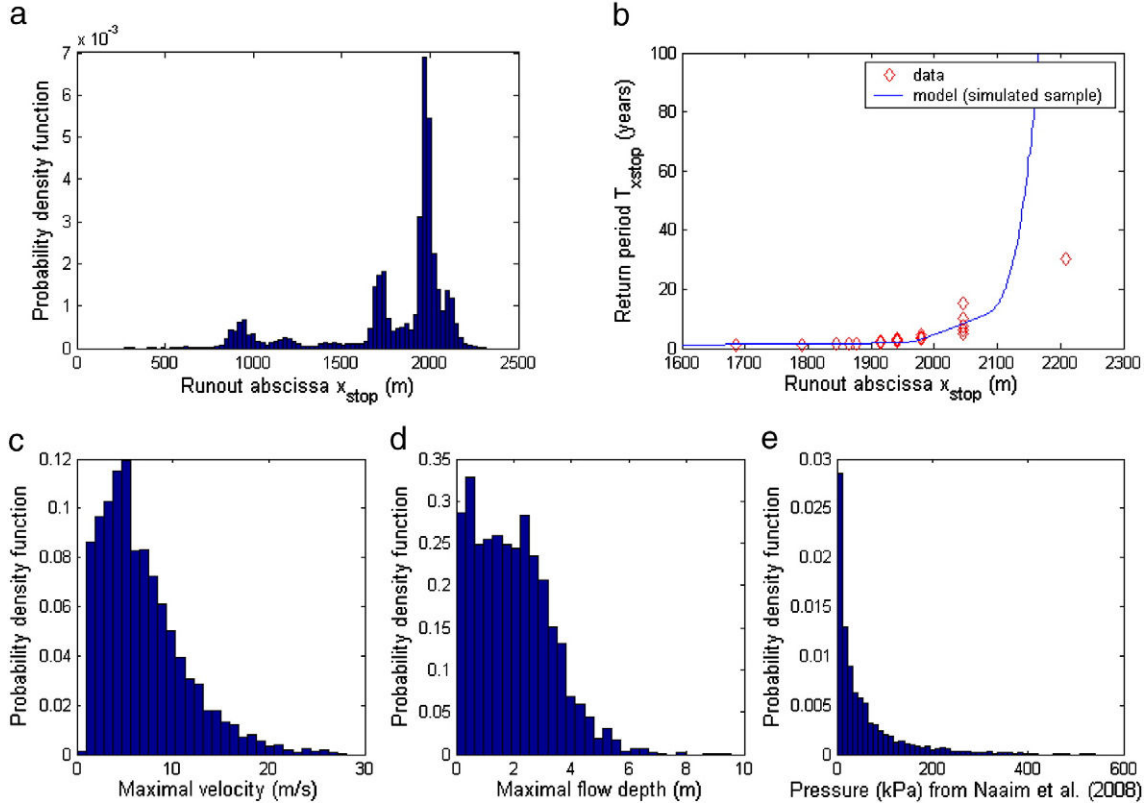 a
x 10^-3
7
6
5
4
3
2
1
0
0 500 1000 1500 2000 2500
Probability density function
Runout abscissa x_stop (m)
b
100
80
60
40
20
0
1600 1700 1800 1900 2000 2100 2200 2300
Return period T_xstop (years)
Runout abscissa x_stop (m)
data
model (simulated sample)
c
0.12
0.1
0.08
0.06
0.04
0.02
0
0 10 20 30
Probability density function
Maximal velocity (m/s)
d
0.35
0.3
0.25
0.2
0.15
0.1
0.05
0
0 2 4 6 8 10
Probability density function
Maximal flow depth (m)
e
0.03
0.025
0.02
0.015
0.01
0.005
0
0 200 400 600
Probability density function
Pressure (kPa) from Naaim et al. (2008)